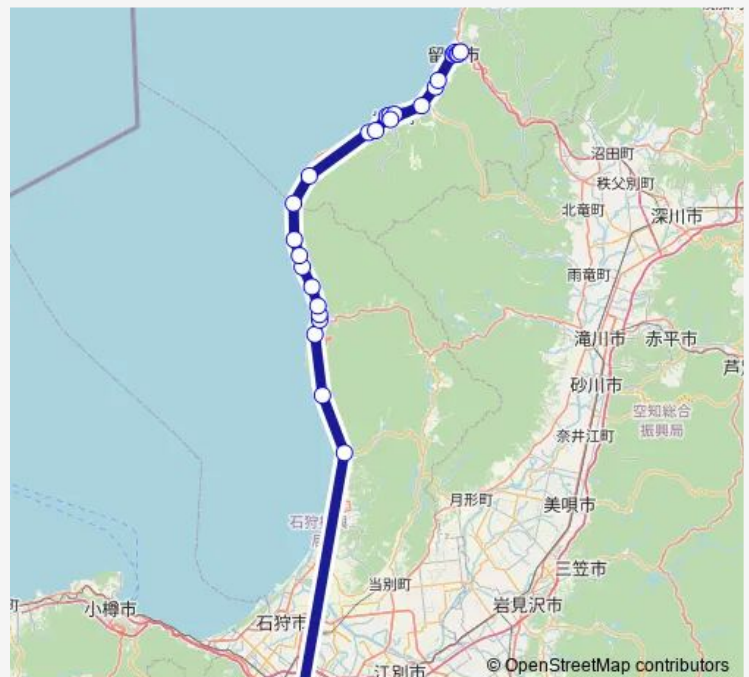 留萌市
沼田町
秩父別町
北竜町
深川市
雨竜町
滝川市
赤平市
砂川市
空知総合
振興局
奈井江町
月形町
美唄市
三笠市
当別町
岩見沢市
小樽市
石狩市
江別市
© OpenStreetMap contributors